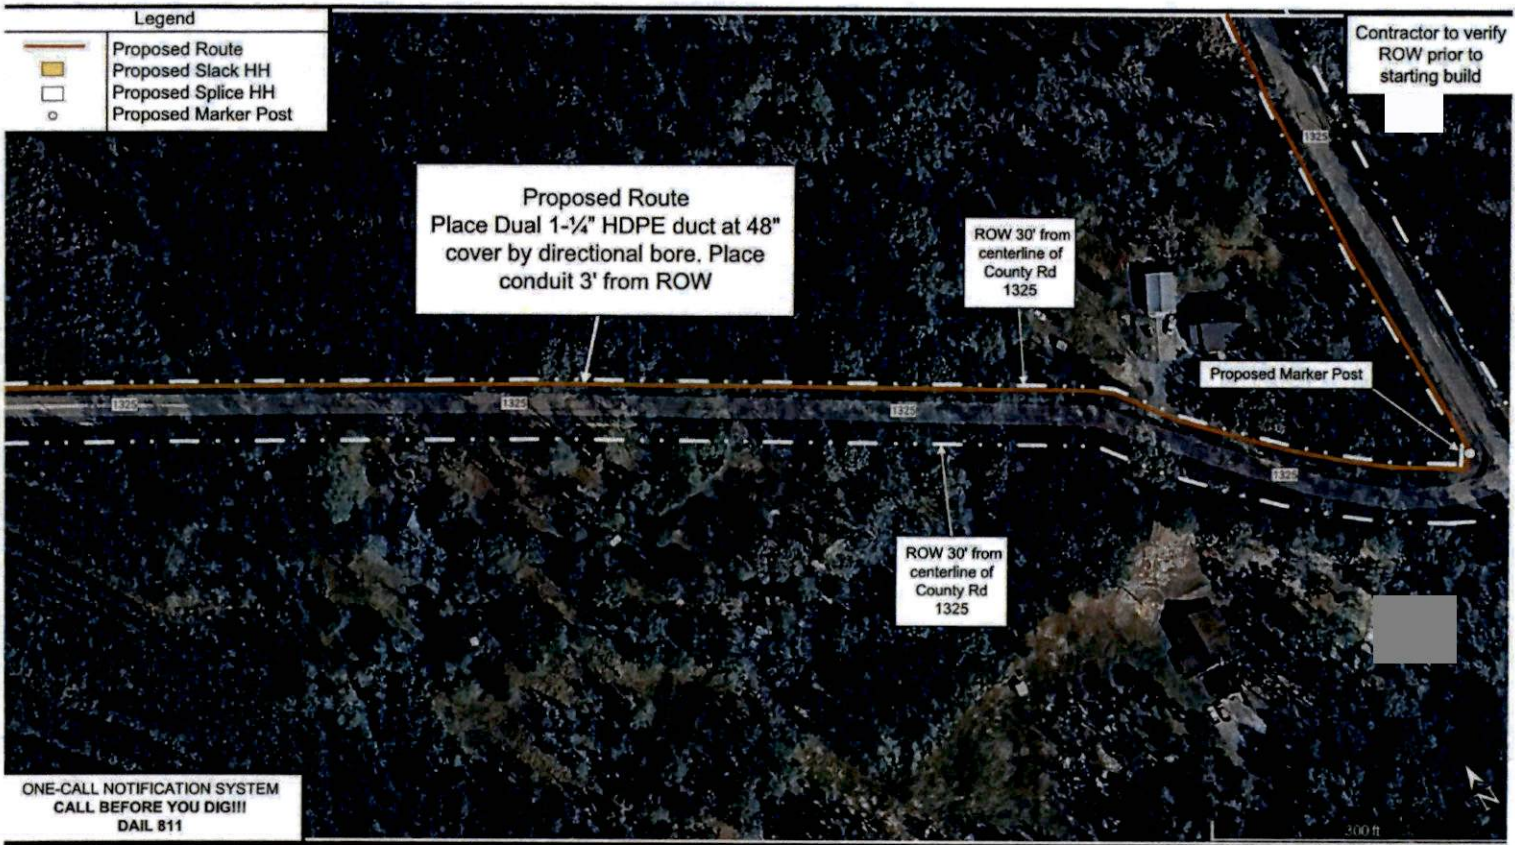 Legend
Proposed Route
Proposed Slack HH
Proposed Splice HH
Proposed Marker Post
Contractor to verify
ROW prior to
starting build
1325
Proposed Route
Place Dual 1-¼" HDPE duct at 48"
cover by directional bore. Place
conduit 3' from ROW
ROW 30' from
centerline of
County Rd
1325
Proposed Marker Post
1325
1325
1325
1325
ROW 30' from
centerline of
County Rd
1325
ONE-CALL NOTIFICATION SYSTEM
CALL BEFORE YOU DIG!!!
DAIL 811
N
300 ft